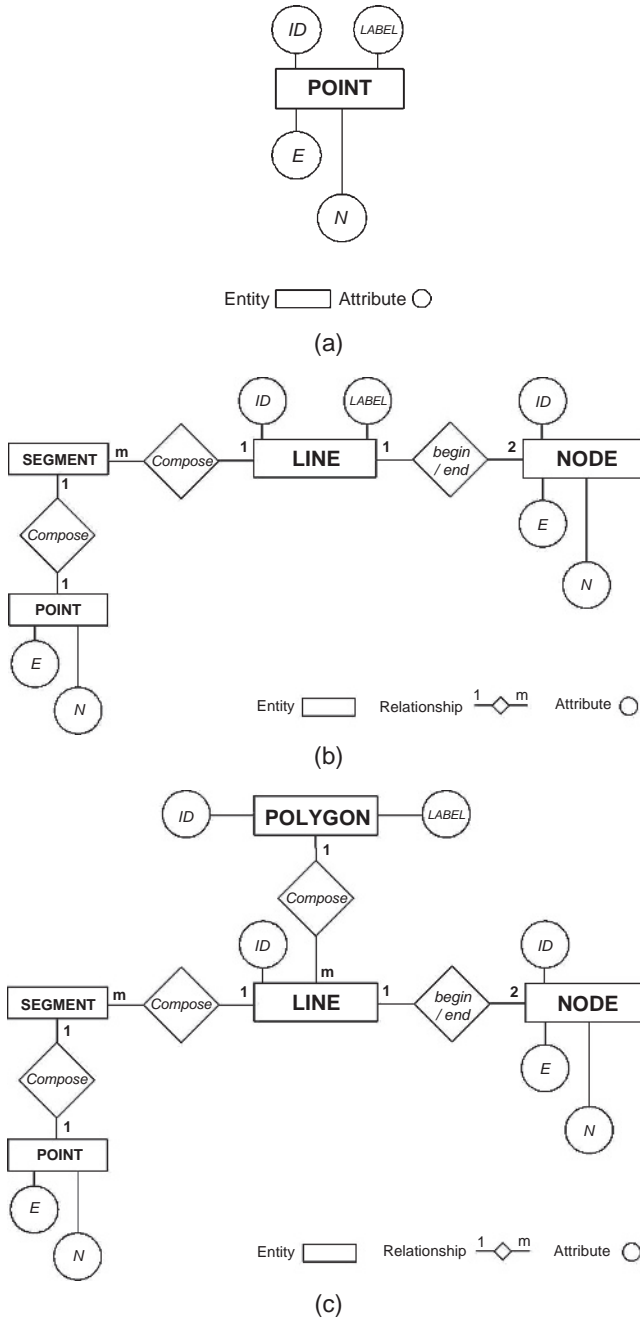 ID LABEL
POINT
E
N
Entity Attribute
(a)
ID LABEL ID
SEGMENT m Compose 1 LINE 1 begin / end 2 NODE
1
Compose E
1
POINT N
E
N
Entity Relationship 1 m Attribute
(b)
ID POLYGON LABEL
1
Compose
ID ID
m
SEGMENT m Compose 1 LINE 1 begin / end 2 NODE
1
Compose E
1
POINT N
E
N
Entity Relationship 1 m Attribute
(c)